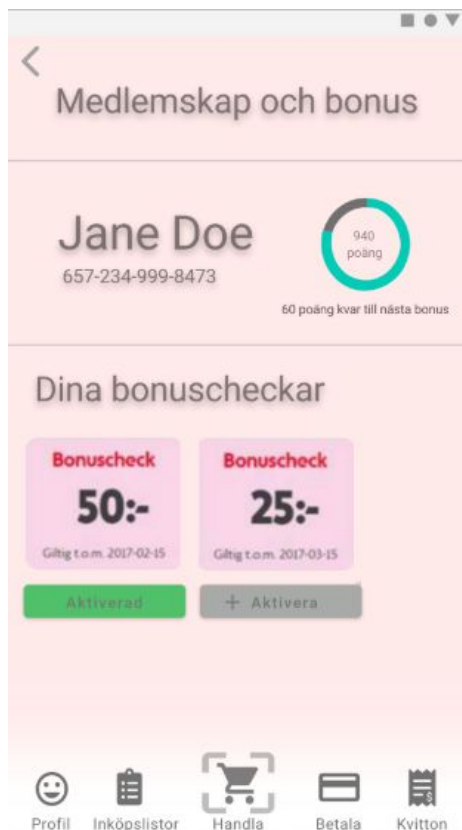 Medlemskap och bonus
Jane Doe
657-234-999-8473
940
poäng
60 poäng kvar till nästa bonus
Dina bonuscheckar
Bonuscheck
50:-
Giltig t.o.m. 2017-02-15
Aktiverad
Bonuscheck
25:-
Giltig t.o.m. 2017-03-15
+ Aktivera
Profil
Inköpslistor
Handla
Betala
Kvitton